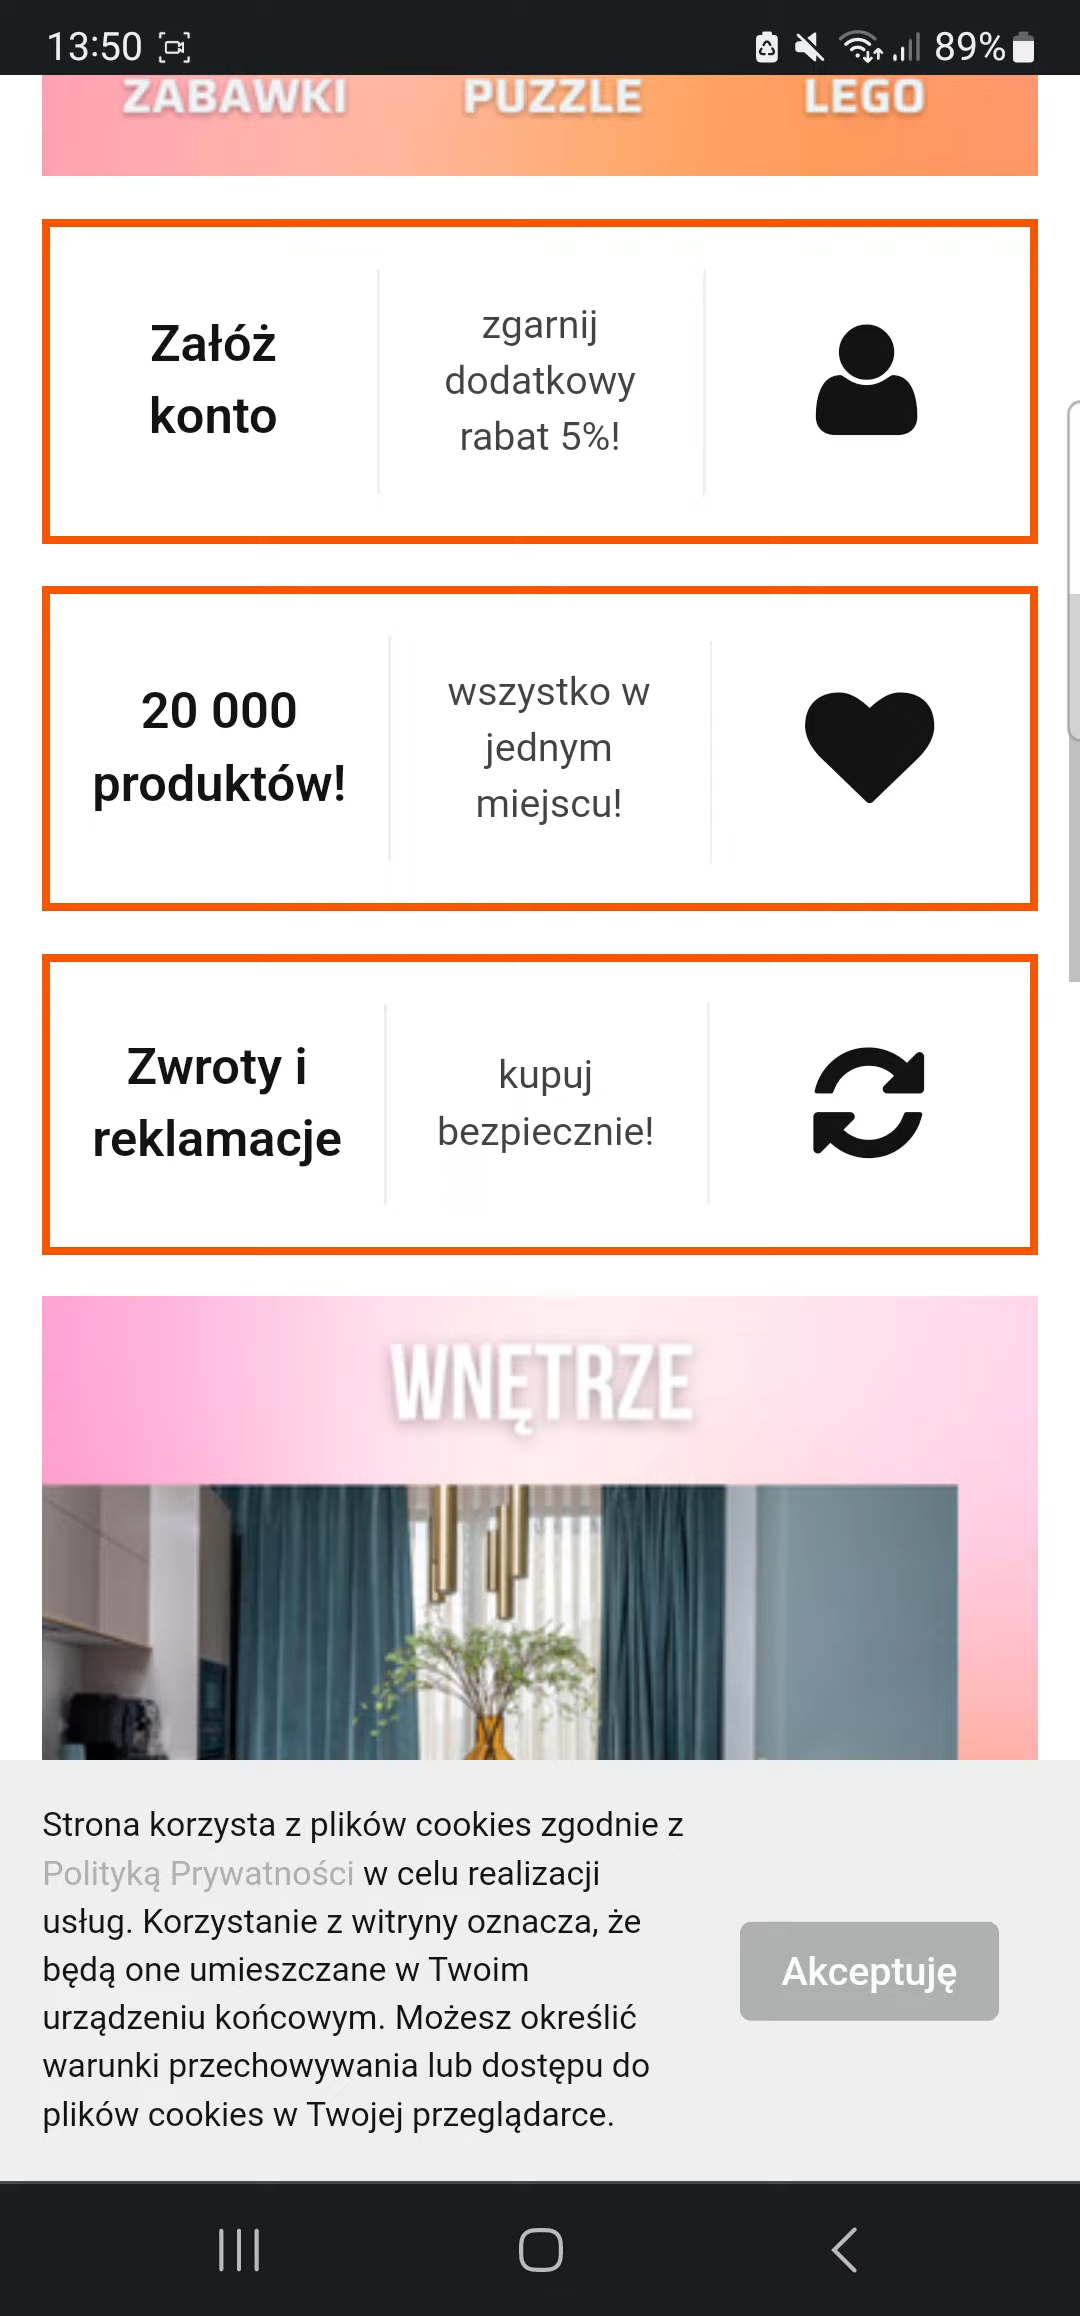 13:50
89%
ZABAWKI PUZZLE LEGO
Załóż
konto
zgarnij
dodatkowy
rabat 5%!
20 000
produktów!
wszystko w
jednym
miejscu!
Zwroty i
reklamacje
kupuj
bezpiecznie!
WNĘTRZE
Strona korzysta z plików cookies zgodnie z
Polityką Prywatności w celu realizacji
usług. Korzystanie z witryny oznacza, że
będą one umieszczane w Twoim
urządzeniu końcowym. Możesz określić
warunki przechowywania lub dostępu do
plików cookies w Twojej przeglądarce.
Akceptuję